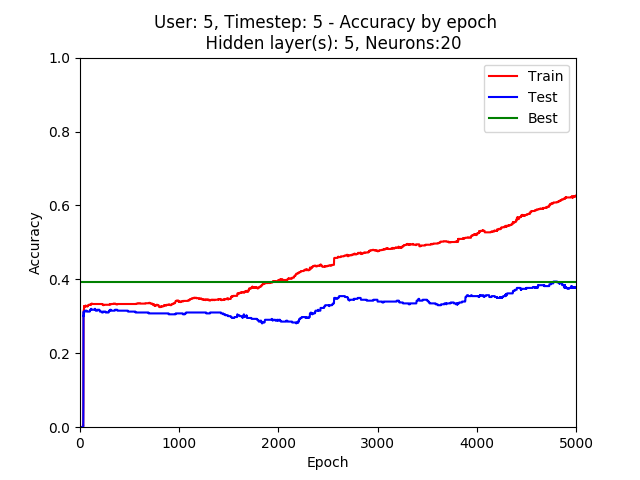 User: 5, Timestep: 5 - Accuracy by epoch
Hidden layer(s): 5, Neurons:20
1.0
0.8
0.6
0.4
0.2
0.0
Accuracy
Train
Test
Best
0
1000
2000
3000
4000
5000
Epoch